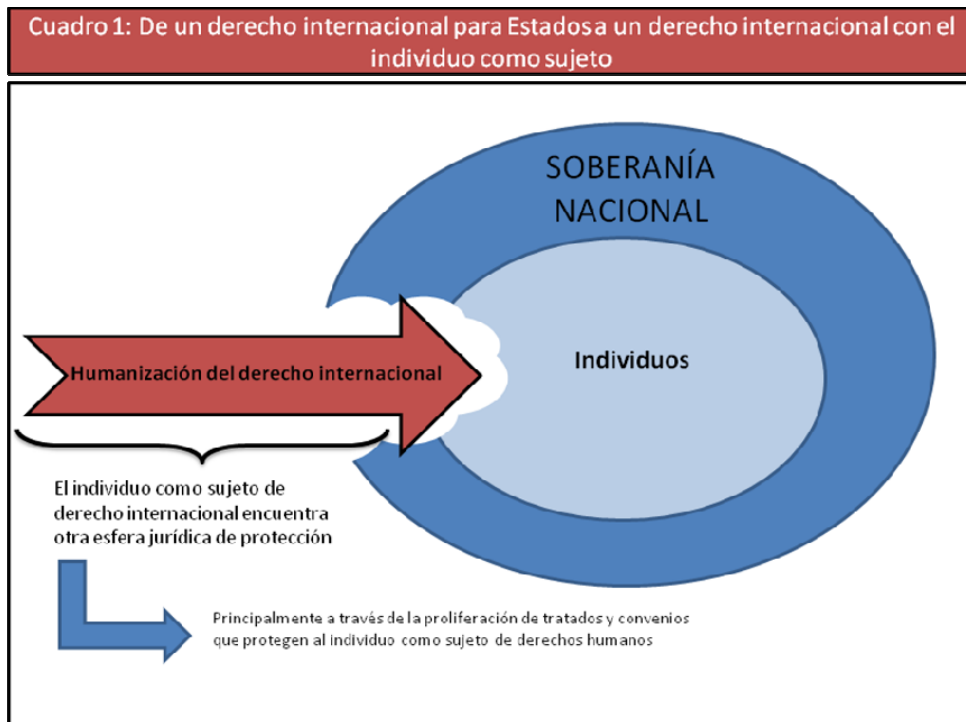 Cuadro 1: De un derecho internacional para Estados a un derecho internacional con el
individuo como sujeto
SOBERANÍA
NACIONAL
Individuos
Humanización del derecho internacional
El individuo como sujeto de
derecho internacional encuentra
otra esfera jurídica de protección
Principalmente a través de la proliferación de tratados y convenios
que protegen al individuo como sujeto de derechos humanos